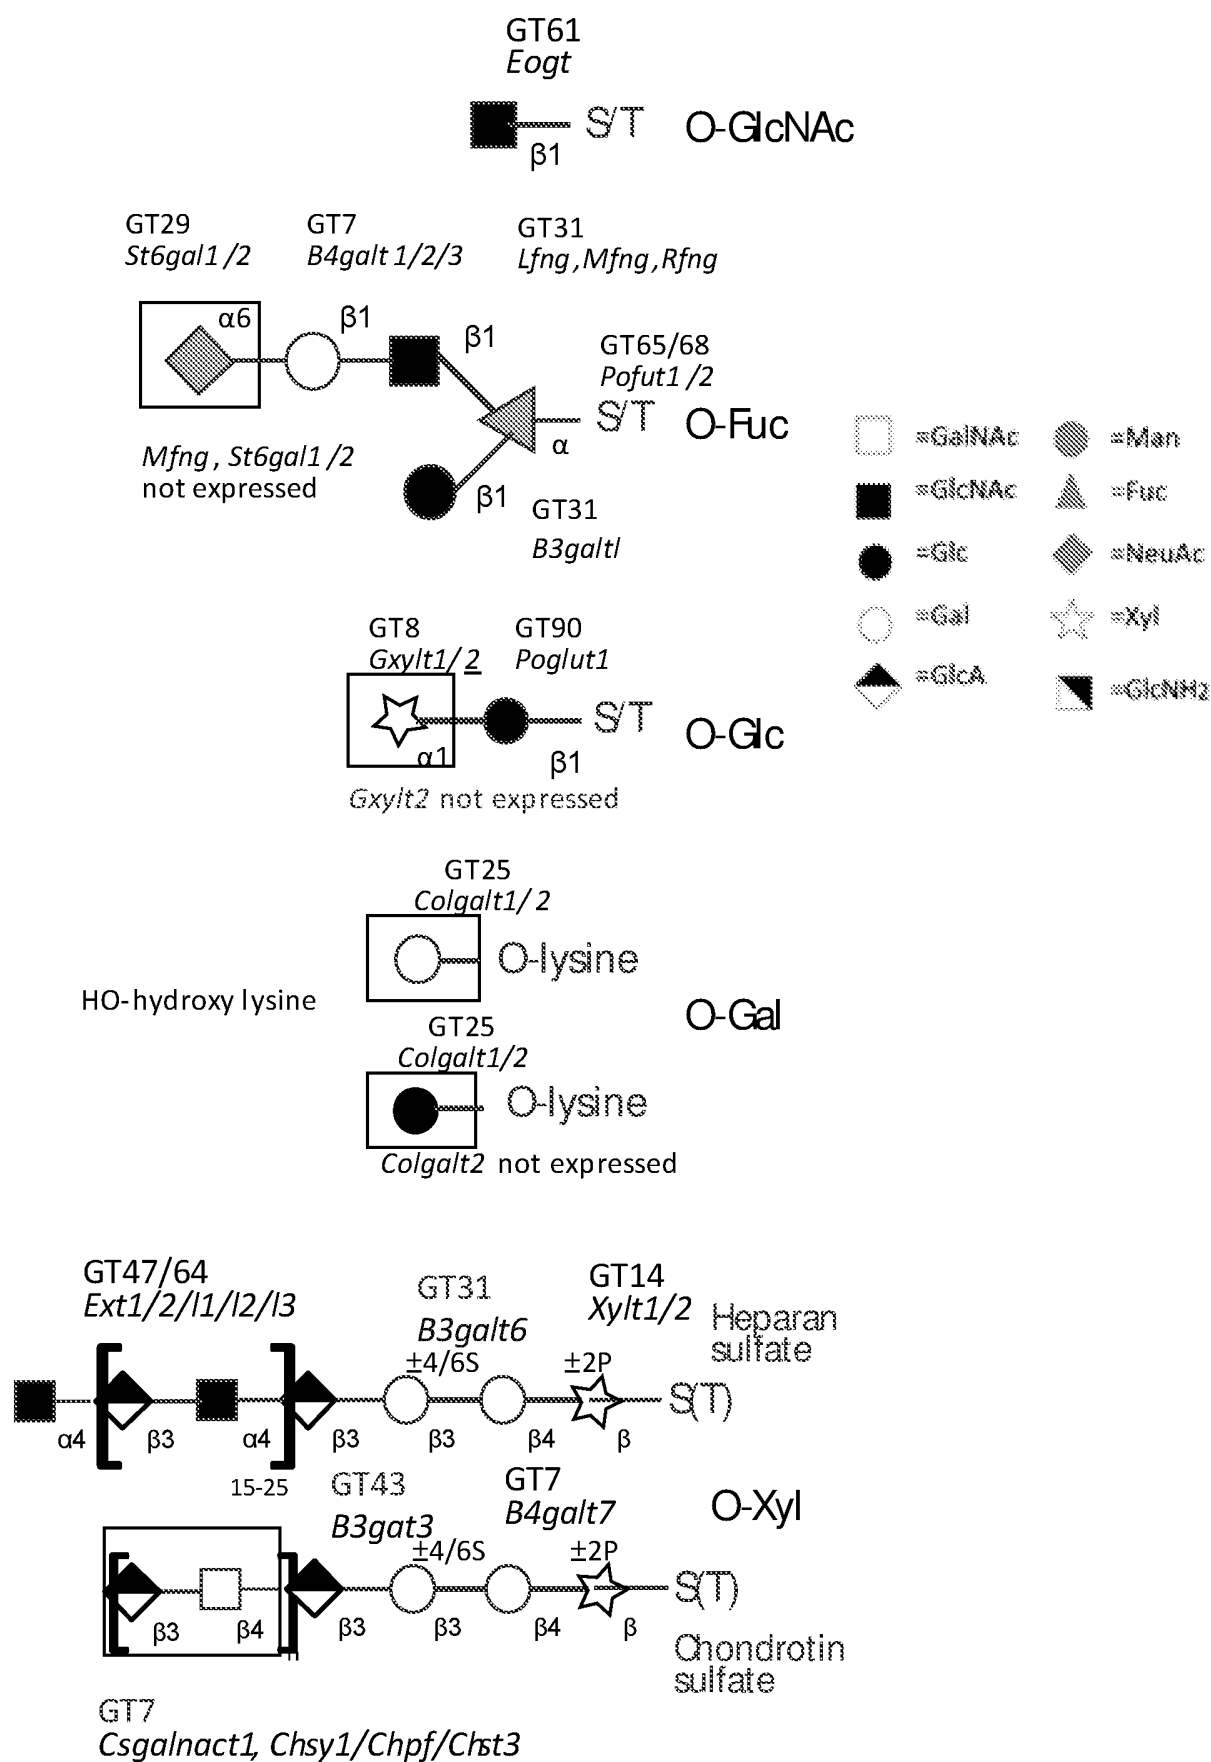 GT61
Eogt
S/T
O-GlcNAc
β1
GT29
St6gal1/2
GT7
B4galt 1/2/3
GT31
Lfng,Mfng,Rfng
α6
β1
β1
GT65/68
Pofut1/2
S/T
O-Fuc
α
Mfng, St6gal1/2
not expressed
β1
GT31
B3galtl
=GalNAc
=Man
=GlcNAc
=Fuc
=Glc
=NeuAc
=Gal
=Xyl
=GlcA
=GlcNH2
GT8
Gxylt1/2
GT90
Poglut1
S/T
O-Glc
α1
β1
Gxylt2 not expressed
GT25
Colgalt1/2
O-lysine
HO-hydroxy lysine
O-Gal
GT25
Colgalt1/2
O-lysine
Colgalt2 not expressed
GT47/64
Ext1/2/l1/l2/l3
GT31
B3galt6
GT14
Xylt1/2
Heparan
sulfate
±4/6S
±2P
S(T)
α4
β3
α4
β3
β3
β4
β
15-25
GT43
B3gat3
GT7
B4galt7
O-Xyl
±4/6S
±2P
S(T)
β3
β4
n
β3
β3
β4
β
Chondrotin
sulfate
GT7
Csgalnact1, Chsy1/Chpf/Chst3